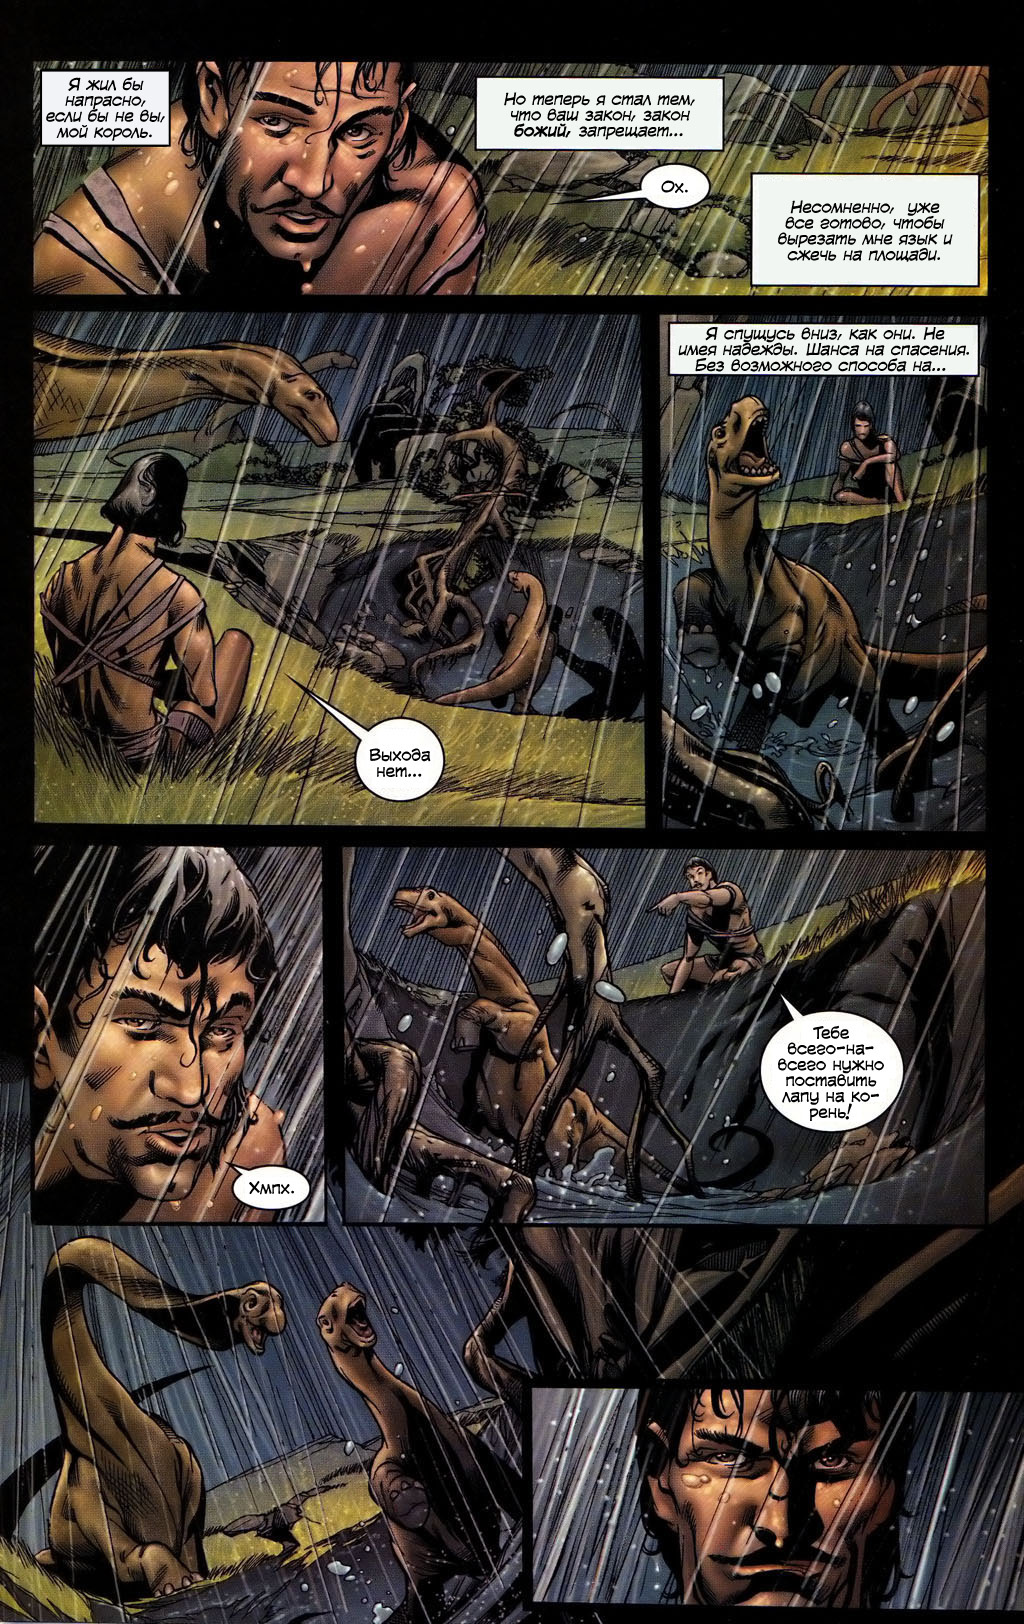 Я жил бы
напрасно,
если бы не вы,
мой король.
Но теперь я стал тем,
что ваш закон, закон
божий, запрещает...
Ох.
Несомненно, уже
все готово, чтобы
вырезать мне язык и
сжечь на площади.
Выхода
нет...
Я спущусь вниз, как они. Не
имея надежды. Шанса на спасения.
Без возможного способа на...
Хмпх.
Тебе
всего-на-
всего нужно
поставить
лапу на ко-
рень!